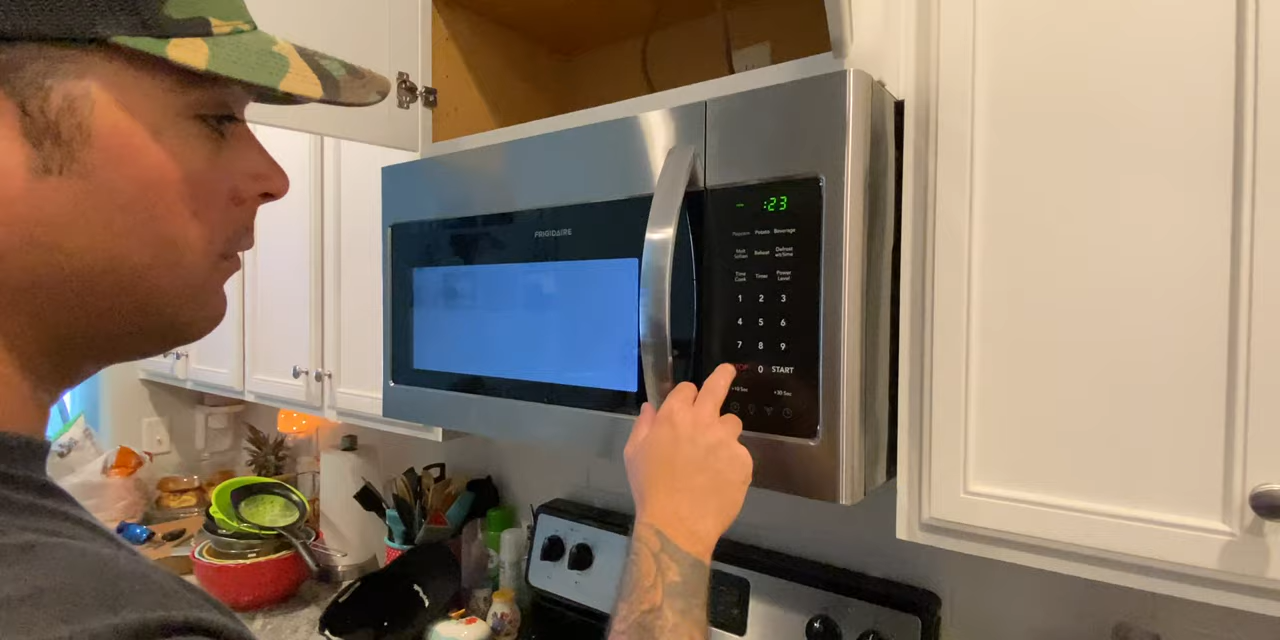 FRIGIDAIRE
:23
Popcorn Potato Beverage
Melt
Soften Reheat Defrost
wt/time
Time
Cook Timer Power
Level
1 2 3
4 5 6
7 8 9
0 START
+30 Sec